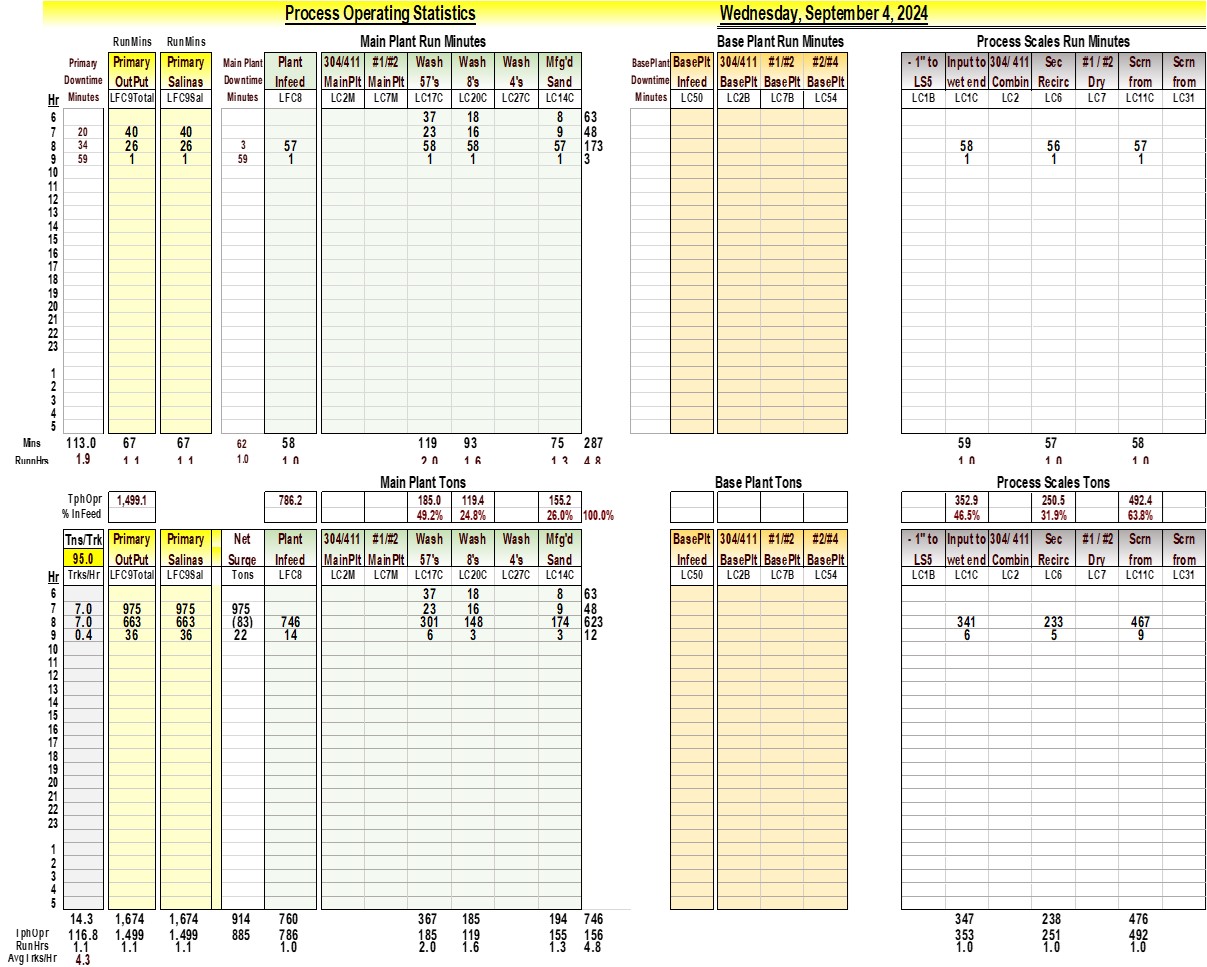 Process Operating Statistics Wednesday, September 4, 2024
RunMins RunMins Main Plant Run Minutes Base Plant Run Minutes Process Scales Run Minutes
Primary Primary Primary Main Plant Plant 304/411 #1/#2 Wash Wash Wash Mfg'd BasePlant BasePlt 304/411 #1/#2 #2/#4 - 1" to Input to 304/ 411 Sec #1 / #2 Scrn Scrn
Downtime OutPut Salinas Downtime Infeed MainPlt MainPlt 57's 8's 4's Sand Downtime Infeed BasePlt BasePlt BasePlt LS5 wet end Combin Recirc Dry from from
Hr Minutes LFC9Total LFC9Sal Minutes LFC8 LC2M LC7M LC17C LC20C LC27C LC14C Minutes LC50 LC2B LC7B LC54 LC1B LC1C LC2 LC6 LC7 LC11C LC31
6 37 18 8 63
7 20 40 40 23 16 9 48
8 34 26 26 3 57 58 58 57 173 58 56 57
9 59 1 1 59 1 1 1 1 3 1 1 1
10
11
12
13
14
15
16
17
18
19
20
21
22
23
1
2
3
4
5
Mins 113.0 67 67 62 58 119 93 75 287 59 57 58
RunnHrs 1.9 1.1 1.1 1.0 1.0 2.0 1.6 1.3 4.8 1.0 1.0 1.0
Main Plant Tons Base Plant Tons Process Scales Tons
TphOpr 1,499.1 786.2 185.0 119.4 155.2 352.9 250.5 492.4
% InFeed 49.2% 24.8% 26.0% 100.0% 46.5% 31.9% 63.8%
Tns/Trk Primary Primary Net Plant 304/411 #1/#2 Wash Wash Wash Mfg'd BasePlt 304/411 #1/#2 #2/#4 - 1" to Input to 304/ 411 Sec #1 / #2 Scrn Scrn
95.0 OutPut Salinas Surge Infeed MainPlt MainPlt 57's 8's 4's Sand Infeed BasePlt BasePlt BasePlt LS5 wet end Combin Recirc Dry from from
Hr Trks/Hr LFC9Total LFC9Sal Tons LFC8 LC2M LC7M LC17C LC20C LC27C LC14C LC50 LC2B LC7B LC54 LC1B LC1C LC2 LC6 LC7 LC11C LC31
6 37 18 8 63
7 7.0 975 975 975 23 16 9 48
8 7.0 663 663 (83) 746 301 148 174 623 341 233 467
9 0.4 36 36 22 14 6 3 3 12 6 5 9
10
11
12
13
14
15
16
17
18
19
20
21
22
23
1
2
3
4
5
14.3 1,674 1,674 914 760 367 185 194 746 347 238 476
TphOpr 116.8 1,499 1,499 885 786 185 119 155 156 353 251 492
RunHrs 1.1 1.1 1.1 1.0 2.0 1.6 1.3 4.8 1.0 1.0 1.0
AvgTrks/Hr 4.3